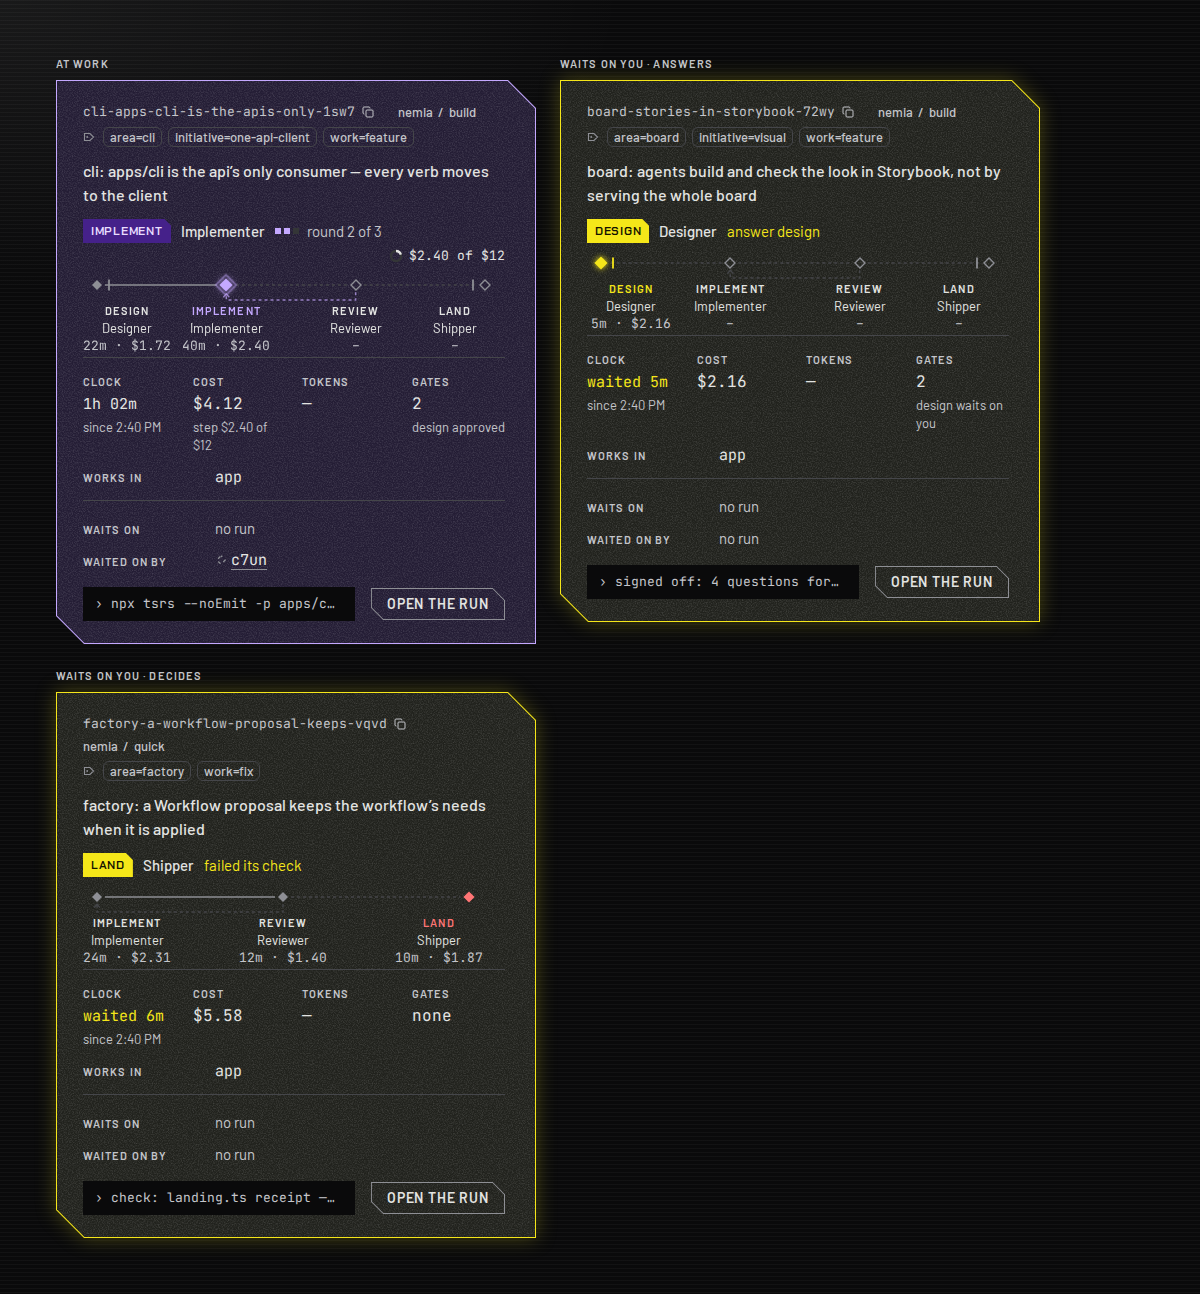 AT WORK
cli-apps-cli-is-the-apis-only-1sw7 nemla / build
area=cli initiative=one-api-client work=feature
cli: apps/cli is the api’s only consumer — every verb moves
to the client
IMPLEMENT Implementer round 2 of 3
$2.40 of $12
DESIGN IMPLEMENT REVIEW LAND
Designer Implementer Reviewer Shipper
22m · $1.72 40m · $2.40 – –
CLOCK COST TOKENS GATES
1h 02m $4.12 — 2
since 2:40 PM step $2.40 of design approved
$12
WORKS IN app
WAITS ON no run
WAITED ON BY c7un
› npx tsrs --noEmit -p apps/c… OPEN THE RUN
WAITS ON YOU · ANSWERS
board-stories-in-storybook-72wy nemla / build
area=board initiative=visual work=feature
board: agents build and check the look in Storybook, not by
serving the whole board
DESIGN Designer answer design
DESIGN IMPLEMENT REVIEW LAND
Designer Implementer Reviewer Shipper
5m · $2.16 – – –
CLOCK COST TOKENS GATES
waited 5m $2.16 — 2
since 2:40 PM design waits on
you
WORKS IN app
WAITS ON no run
WAITED ON BY no run
› signed off: 4 questions for… OPEN THE RUN
WAITS ON YOU · DECIDES
factory-a-workflow-proposal-keeps-vqvd
nemla / quick
area=factory work=fix
factory: a Workflow proposal keeps the workflow’s needs
when it is applied
LAND Shipper failed its check
IMPLEMENT REVIEW LAND
Implementer Reviewer Shipper
24m · $2.31 12m · $1.40 10m · $1.87
CLOCK COST TOKENS GATES
waited 6m $5.58 — none
since 2:40 PM
WORKS IN app
WAITS ON no run
WAITED ON BY no run
› check: landing.ts receipt —… OPEN THE RUN